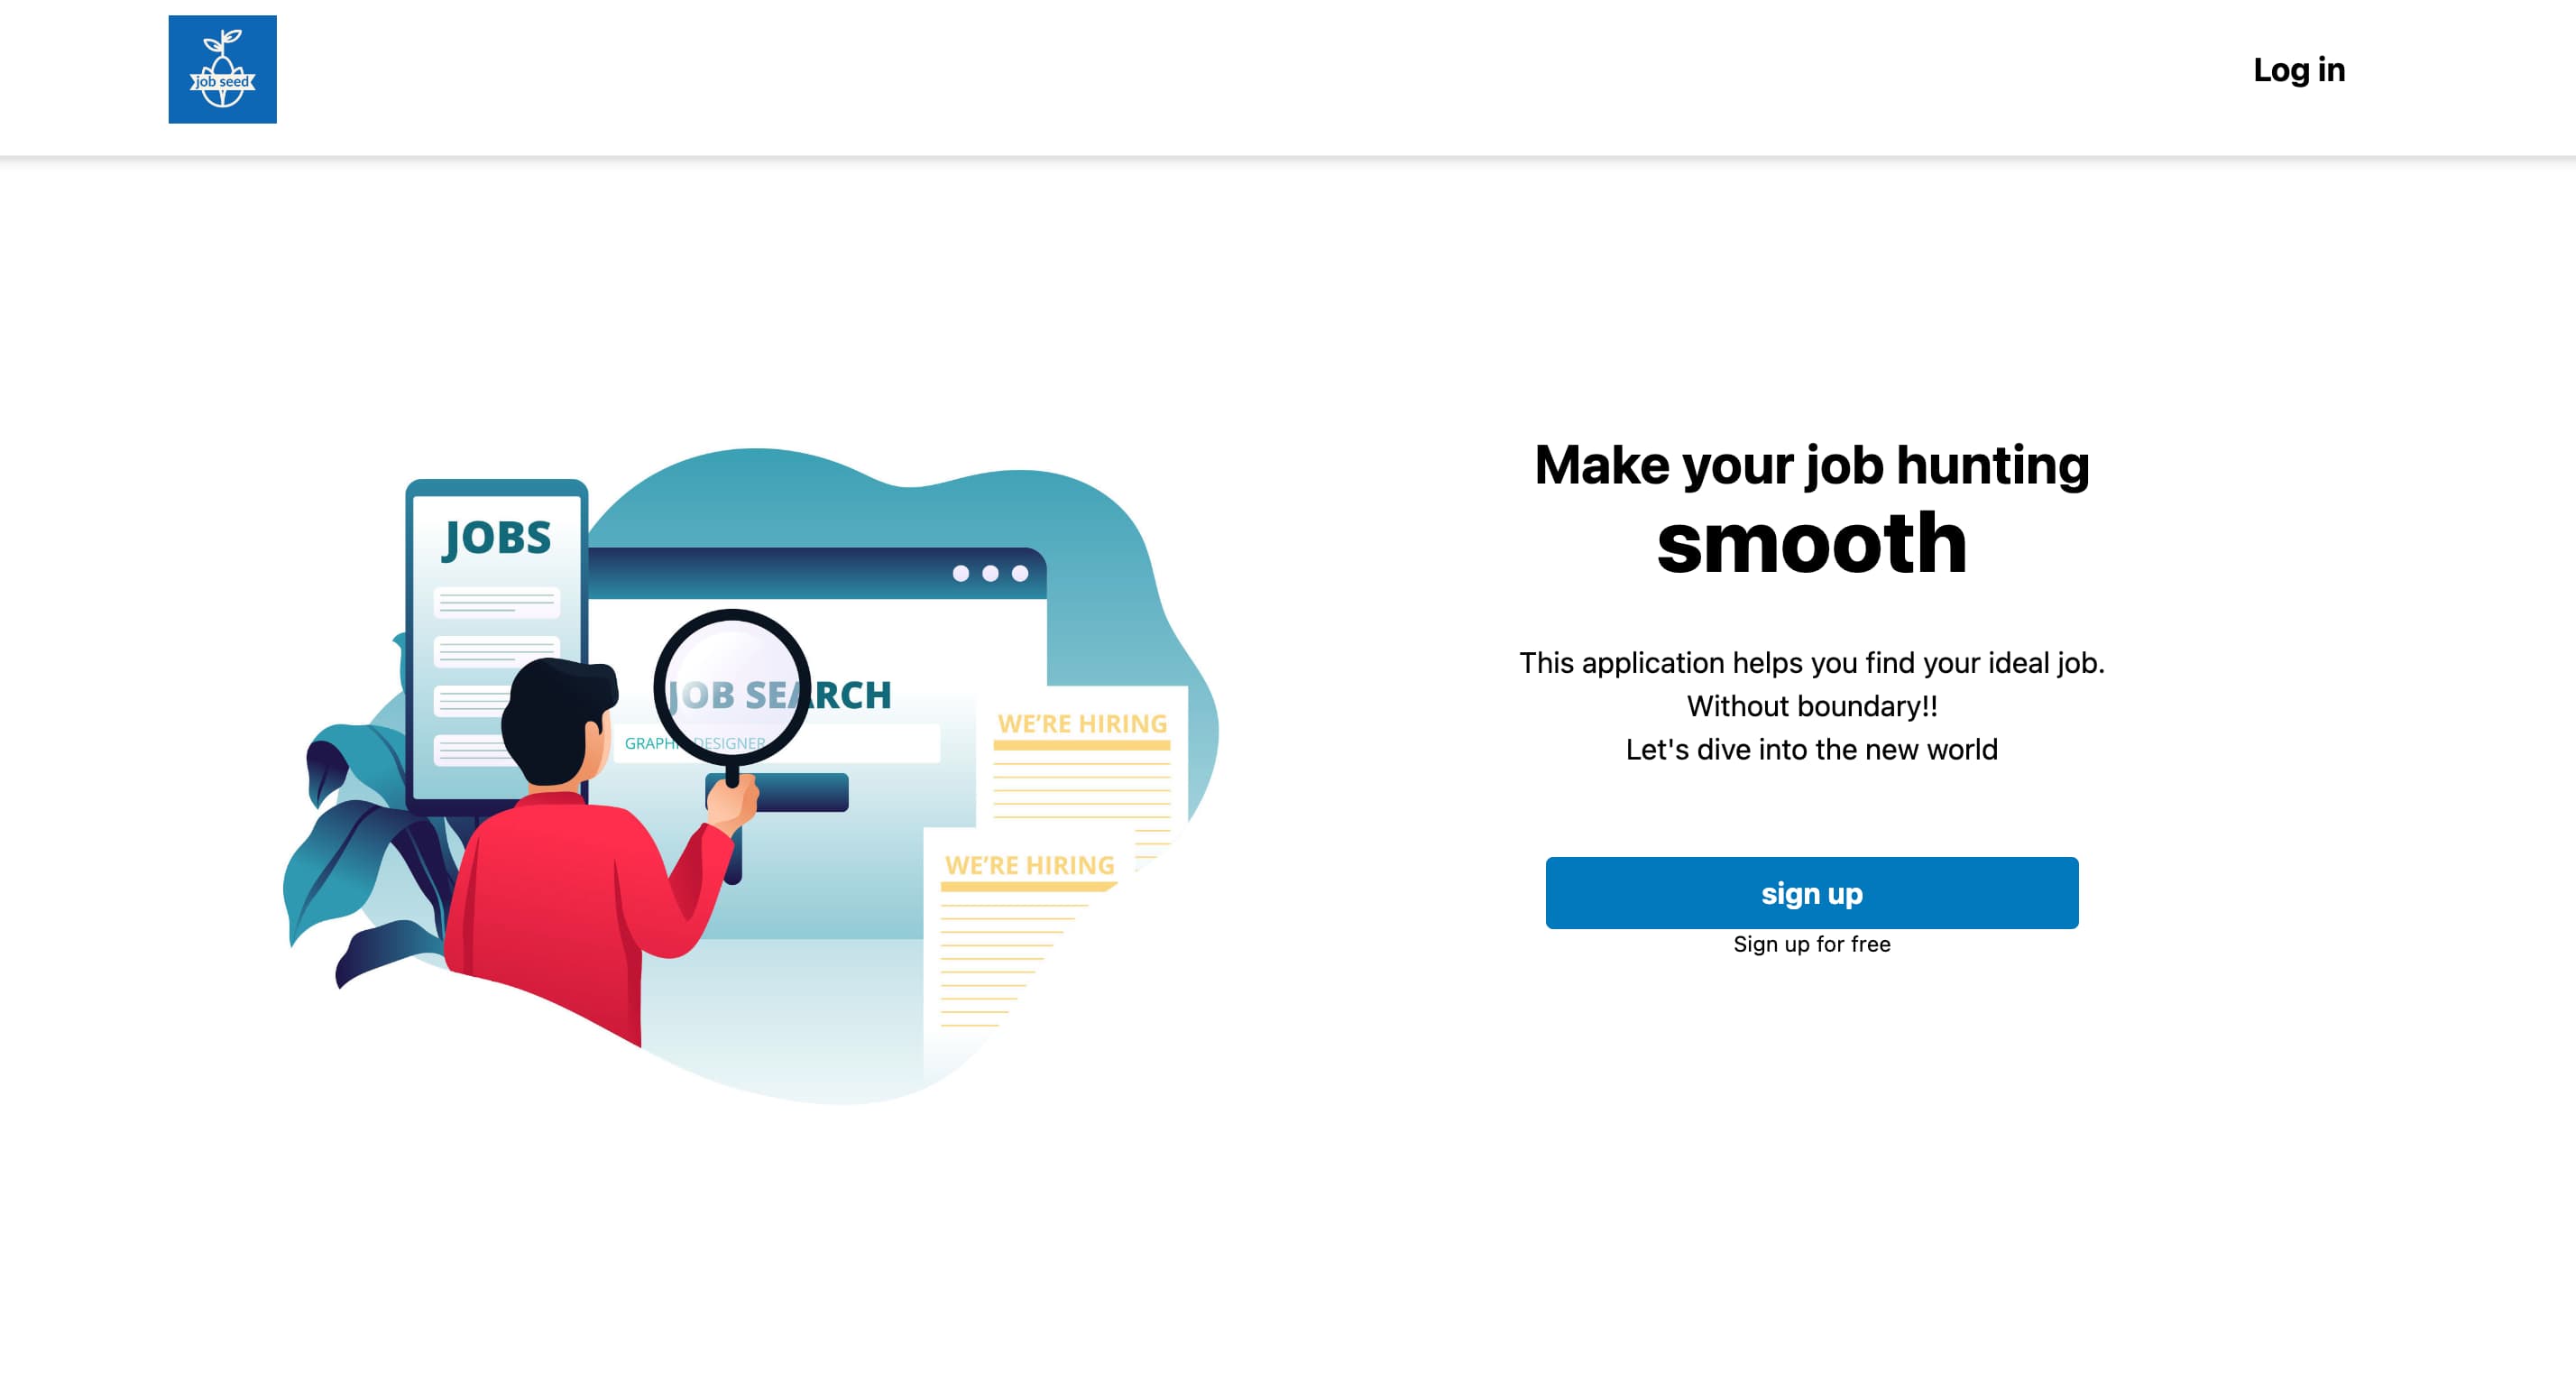 job seed
Log in
JOBS
JOB SEARCH
GRAPHIC DESIGNER
WE'RE HIRING
WE'RE HIRING
Make your job hunting
smooth
This application helps you find your ideal job.
Without boundary!!
Let's dive into the new world
sign up
Sign up for free